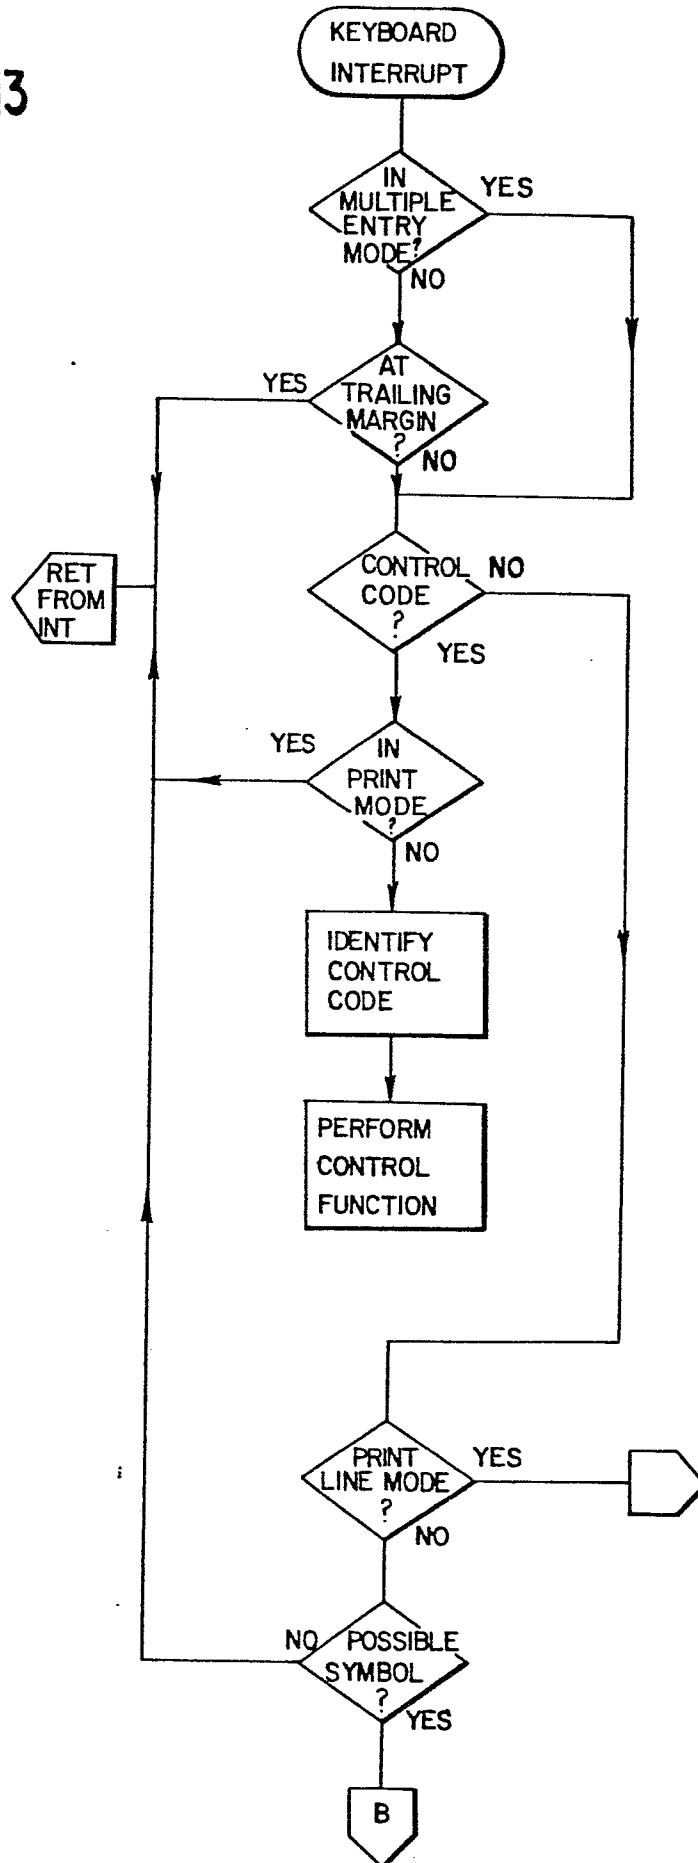 KEYBOARD
INTERRUPT
13
IN
MULTIPLE
ENTRY
MODE?
YES
NO
AT
TRAILING
MARGIN
?
YES
NO
CONTROL
CODE
?
NO
YES
RET
FROM
INT
IN
PRINT
MODE
?
YES
NO
IDENTIFY
CONTROL
CODE
PERFORM
CONTROL
FUNCTION
PRINT
LINE MODE
?
YES
NO
POSSIBLE
SYMBOL
?
NO
YES
B